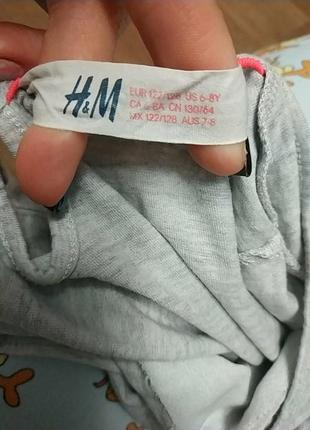 H&M
EUR 122/128 US 6-8Y
CA 6-8A CN 130/64
MX 122/128 AUS 7-8